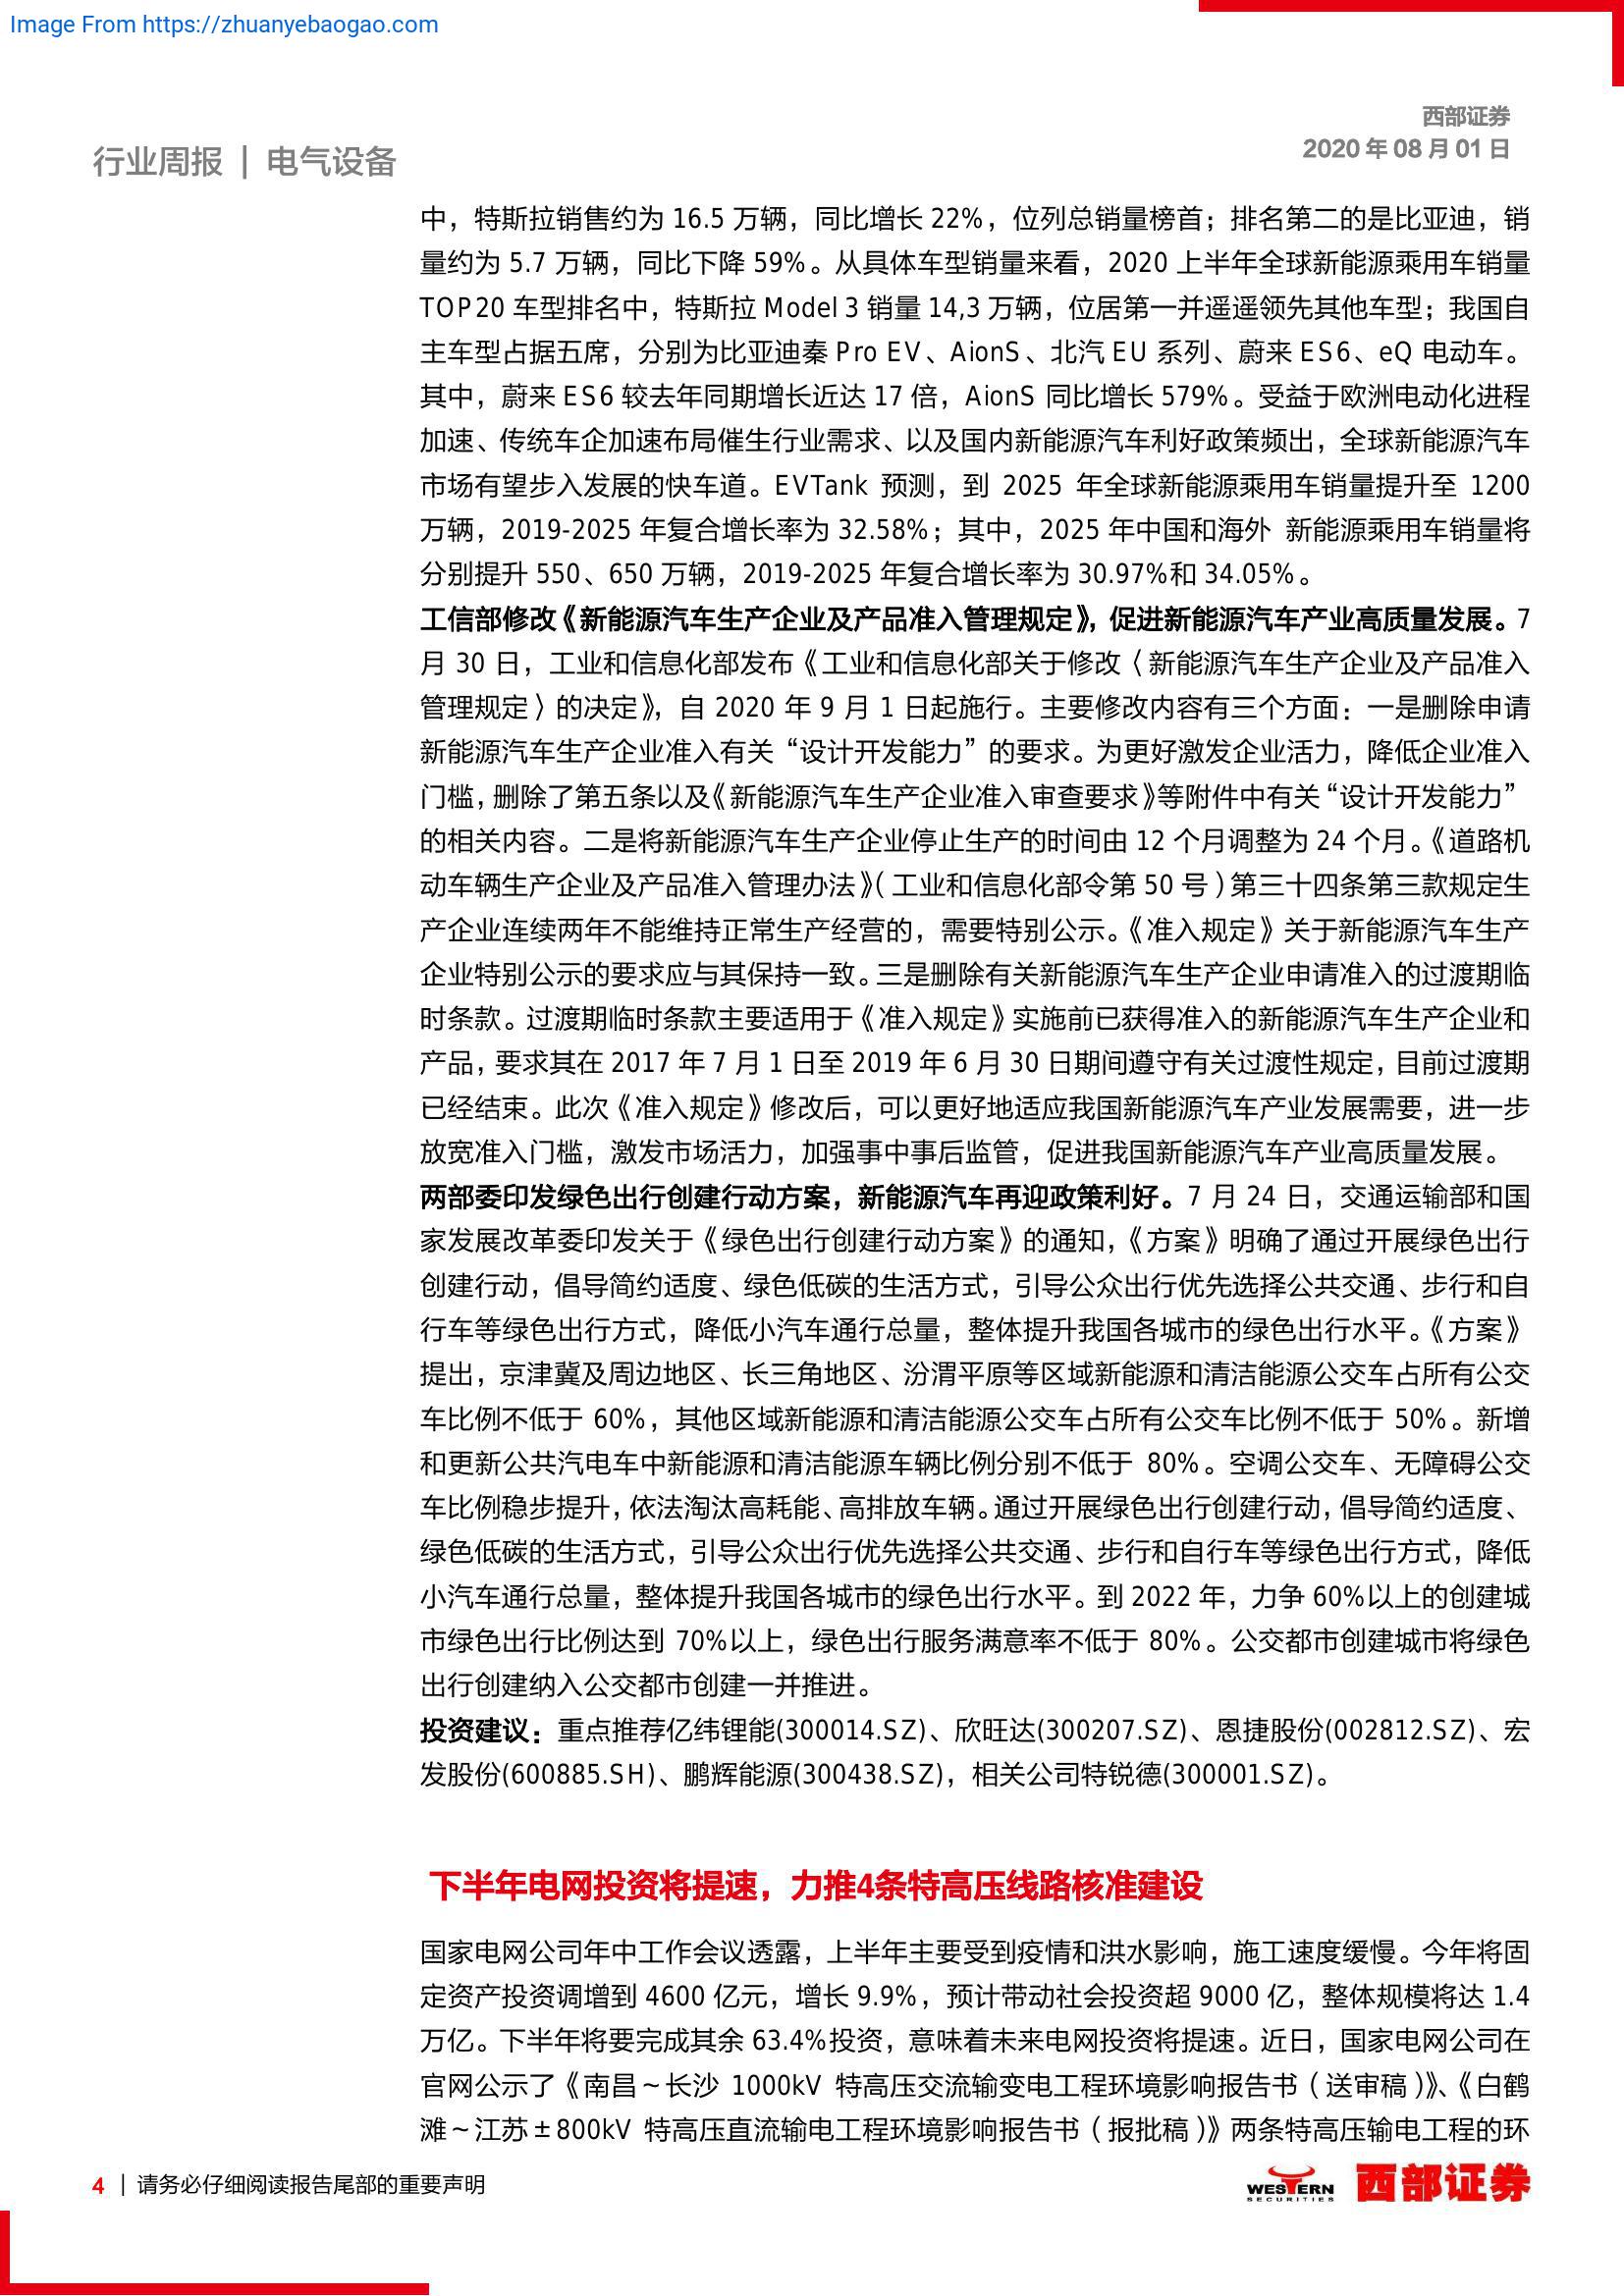 Image From https://zhuanyebaogao.com
西部证券
2020 年 08 月 01 日
行业周报 | 电气设备
中，特斯拉销售约为 16.5 万辆，同比增长 22%，位列总销量榜首；排名第二的是比亚迪，销
量约为 5.7 万辆，同比下降 59%。从具体车型销量来看，2020 上半年全球新能源乘用车销量
TOP20 车型排名中，特斯拉 Model 3 销量 14,3 万辆，位居第一并遥遥领先其他车型；我国自
主车型占据五席，分别为比亚迪秦 Pro EV、AionS、北汽 EU 系列、蔚来 ES6、eQ 电动车。
其中，蔚来 ES6 较去年同期增长近达 17 倍，AionS 同比增长 579%。受益于欧洲电动化进程
加速、传统车企加速布局催生行业需求、以及国内新能源汽车利好政策频出，全球新能源汽车
市场有望步入发展的快车道。EVTank 预测，到 2025 年全球新能源乘用车销量提升至 1200
万辆，2019-2025 年复合增长率为 32.58%；其中，2025 年中国和海外 新能源乘用车销量将
分别提升 550、650 万辆，2019-2025 年复合增长率为 30.97%和 34.05%。
工信部修改《新能源汽车生产企业及产品准入管理规定》，促进新能源汽车产业高质量发展。7
月 30 日，工业和信息化部发布《工业和信息化部关于修改〈新能源汽车生产企业及产品准入
管理规定〉的决定》，自 2020 年 9 月 1 日起施行。主要修改内容有三个方面：一是删除申请
新能源汽车生产企业准入有关“设计开发能力”的要求。为更好激发企业活力，降低企业准入
门槛，删除了第五条以及《新能源汽车生产企业准入审查要求》等附件中有关“设计开发能力”
的相关内容。二是将新能源汽车生产企业停止生产的时间由 12 个月调整为 24 个月。《道路机
动车辆生产企业及产品准入管理办法》（工业和信息化部令第 50 号）第三十四条第三款规定生
产企业连续两年不能维持正常生产经营的，需要特别公示。《准入规定》关于新能源汽车生产
企业特别公示的要求应与其保持一致。三是删除有关新能源汽车生产企业申请准入的过渡期临
时条款。过渡期临时条款主要适用于《准入规定》实施前已获得准入的新能源汽车生产企业和
产品，要求其在 2017 年 7 月 1 日至 2019 年 6 月 30 日期间遵守有关过渡性规定，目前过渡期
已经结束。此次《准入规定》修改后，可以更好地适应我国新能源汽车产业发展需要，进一步
放宽准入门槛，激发市场活力，加强事中事后监管，促进我国新能源汽车产业高质量发展。
两部委印发绿色出行创建行动方案，新能源汽车再迎政策利好。7 月 24 日，交通运输部和国
家发展改革委印发关于《绿色出行创建行动方案》的通知，《方案》明确了通过开展绿色出行
创建行动，倡导简约适度、绿色低碳的生活方式，引导公众出行优先选择公共交通、步行和自
行车等绿色出行方式，降低小汽车通行总量，整体提升我国各城市的绿色出行水平。《方案》
提出，京津冀及周边地区、长三角地区、汾渭平原等区域新能源和清洁能源公交车占所有公交
车比例不低于 60%，其他区域新能源和清洁能源公交车占所有公交车比例不低于 50%。新增
和更新公共汽电车中新能源和清洁能源车辆比例分别不低于 80%。空调公交车、无障碍公交
车比例稳步提升，依法淘汰高耗能、高排放车辆。通过开展绿色出行创建行动，倡导简约适度、
绿色低碳的生活方式，引导公众出行优先选择公共交通、步行和自行车等绿色出行方式，降低
小汽车通行总量，整体提升我国各城市的绿色出行水平。到 2022 年，力争 60%以上的创建城
市绿色出行比例达到 70%以上，绿色出行服务满意率不低于 80%。公交都市创建城市将绿色
出行创建纳入公交都市创建一并推进。
投资建议：重点推荐亿纬锂能(300014.SZ)、欣旺达(300207.SZ)、恩捷股份(002812.SZ)、宏
发股份(600885.SH)、鹏辉能源(300438.SZ)，相关公司特锐德(300001.SZ)。
下半年电网投资将提速，力推4条特高压线路核准建设
国家电网公司年中工作会议透露，上半年主要受到疫情和洪水影响，施工速度缓慢。今年将固
定资产投资调增到 4600 亿元，增长 9.9%，预计带动社会投资超 9000 亿，整体规模将达 1.4
万亿。下半年将要完成其余 63.4%投资，意味着未来电网投资将提速。近日，国家电网公司在
官网公示了《南昌～长沙 1000kV 特高压交流输变电工程环境影响报告书（送审稿）》、《白鹤
滩～江苏±800kV 特高压直流输电工程环境影响报告书（报批稿）》两条特高压输电工程的环
4 | 请务必仔细阅读报告尾部的重要声明
WESTERN
SECURITIES
西部证券